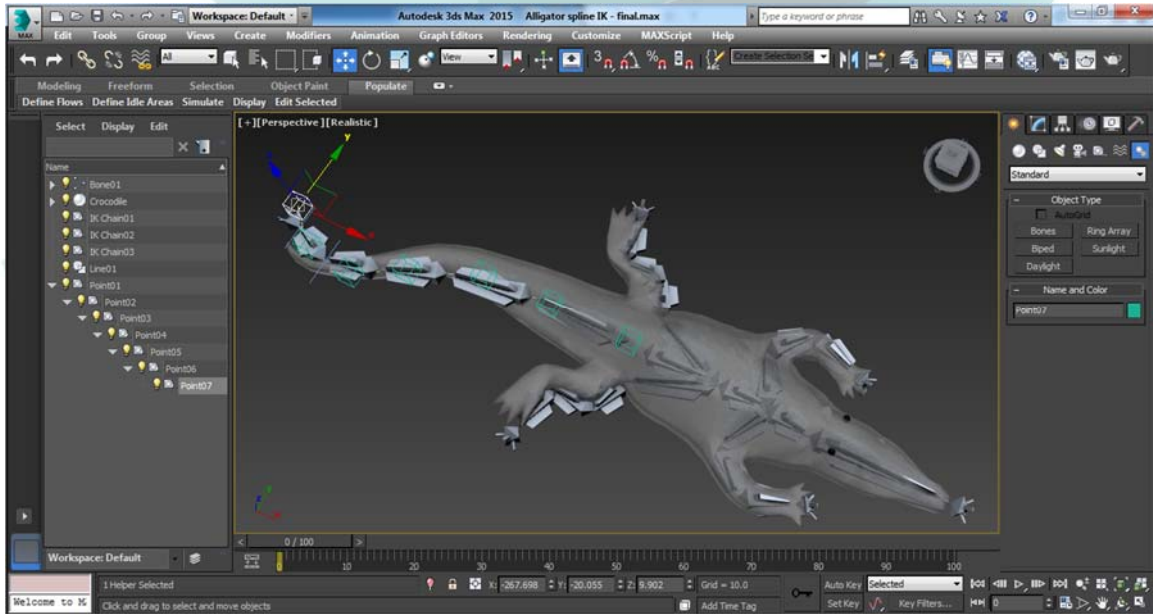 Workspace: Default
Autodesk 3ds Max 2015 Alligator spline IK - final.max
Type a keyword or phrase
MAX
Edit Tools Group Views Create Modifiers Animation Graph Editors Rendering Customize MAXScript Help
All
View
Create Selection Se
Modeling Freeform Selection Object Paint Populate
Define Flows Define Idle Areas Simulate Display Edit Selected
Select Display Edit
Name
Bone01
Crocodile
IK Chain01
IK Chain02
IK Chain03
Line01
Point01
Point02
Point03
Point04
Point05
Point06
Point07
[+][Perspective][Realistic]
y
x
Standard
Object Type
AutoGrid
Bones Ring Array
Biped Sunlight
Daylight
Name and Color
Point07
0 / 100
Workspace: Default
0 10 20 30 40 50 60 70 80 90 100
1 Helper Selected
X: -267.698 Y: -20.055 Z: 9.902 Grid = 10.0
Auto Key Selected
Welcome to M
Click and drag to select and move objects
Add Time Tag
Set Key Key Filters...
0